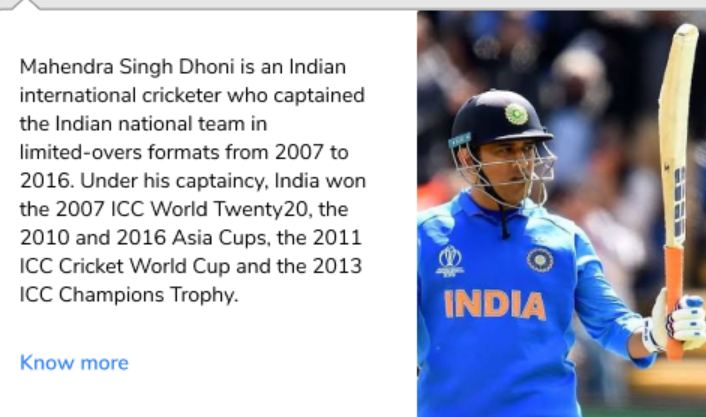 Mahendra Singh Dhoni is an Indian
international cricketer who captained
the Indian national team in
limited-overs formats from 2007 to
2016. Under his captaincy, India won
the 2007 ICC World Twenty20, the
2010 and 2016 Asia Cups, the 2011
ICC Cricket World Cup and the 2013
ICC Champions Trophy.
Know more
INDIA